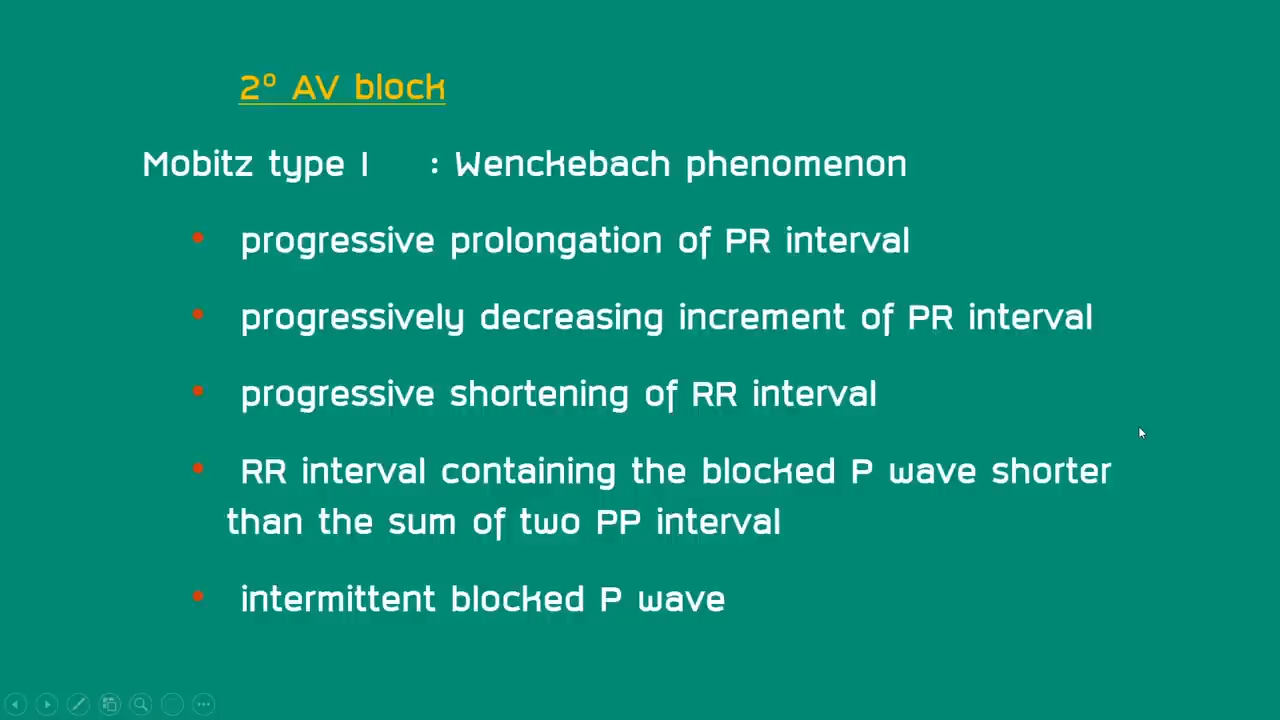 2º AV block
Mobitz type I : Wenckebach phenomenon
• progressive prolongation of PR interval
• progressively decreasing increment of PR interval
• progressive shortening of RR interval
• RR interval containing the blocked P wave shorter
than the sum of two PP interval
• intermittent blocked P wave